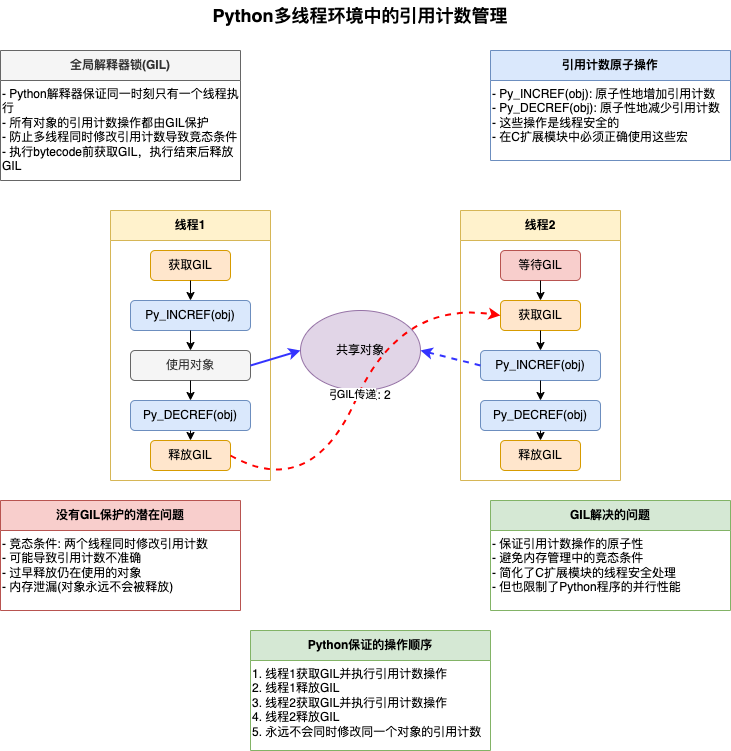 Python多线程环境中的引用计数管理
全局解释器锁(GIL)
- Python解释器保证同一时刻只有一个线程执
行
- 所有对象的引用计数操作都由GIL保护
- 防止多线程同时修改引用计数导致竞态条件
- 执行bytecode前获取GIL，执行结束后释放
GIL
引用计数原子操作
- Py_INCREF(obj): 原子性地增加引用计数
- Py_DECREF(obj): 原子性地减少引用计数
- 这些操作是线程安全的
- 在C扩展模块中必须正确使用这些宏
线程1
获取GIL
Py_INCREF(obj)
使用对象
Py_DECREF(obj)
释放GIL
共享对象
GIL传递
: 2
线程2
等待GIL
获取GIL
Py_INCREF(obj)
Py_DECREF(obj)
释放GIL
没有GIL保护的潜在问题
- 竞态条件: 两个线程同时修改引用计数
- 可能导致引用计数不准确
- 过早释放仍在使用的对象
- 内存泄漏(对象永远不会被释放)
GIL解决的问题
- 保证引用计数操作的原子性
- 避免内存管理中的竞态条件
- 简化了C扩展模块的线程安全处理
- 但也限制了Python程序的并行性能
Python保证的操作顺序
1. 线程1获取GIL并执行引用计数操作
2. 线程1释放GIL
3. 线程2获取GIL并执行引用计数操作
4. 线程2释放GIL
5. 永远不会同时修改同一个对象的引用计数